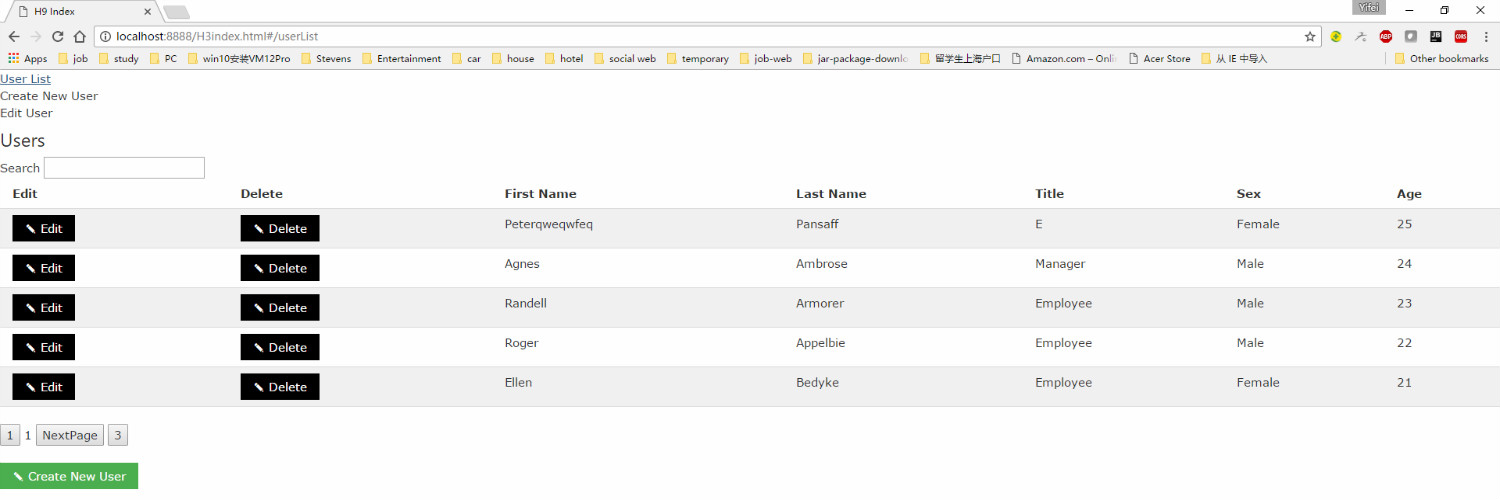 H9 Index
Yifei
localhost:8888/H3index.html#/userList
Apps job study PC win10安装VM12Pro Stevens Entertainment car house hotel social web temporary job-web jar-package-downlo 留学生上海户口 Amazon.com – Onlin Acer Store 从 IE 中导入 Other bookmarks
User List
Create New User
Edit User
Users
Search
Edit Delete First Name Last Name Title Sex Age
Edit Delete Peterqweqwfeq Pansaff E Female 25
Edit Delete Agnes Ambrose Manager Male 24
Edit Delete Randell Armorer Employee Male 23
Edit Delete Roger Appelbie Employee Male 22
Edit Delete Ellen Bedyke Employee Female 21
1 1 NextPage 3
Create New User